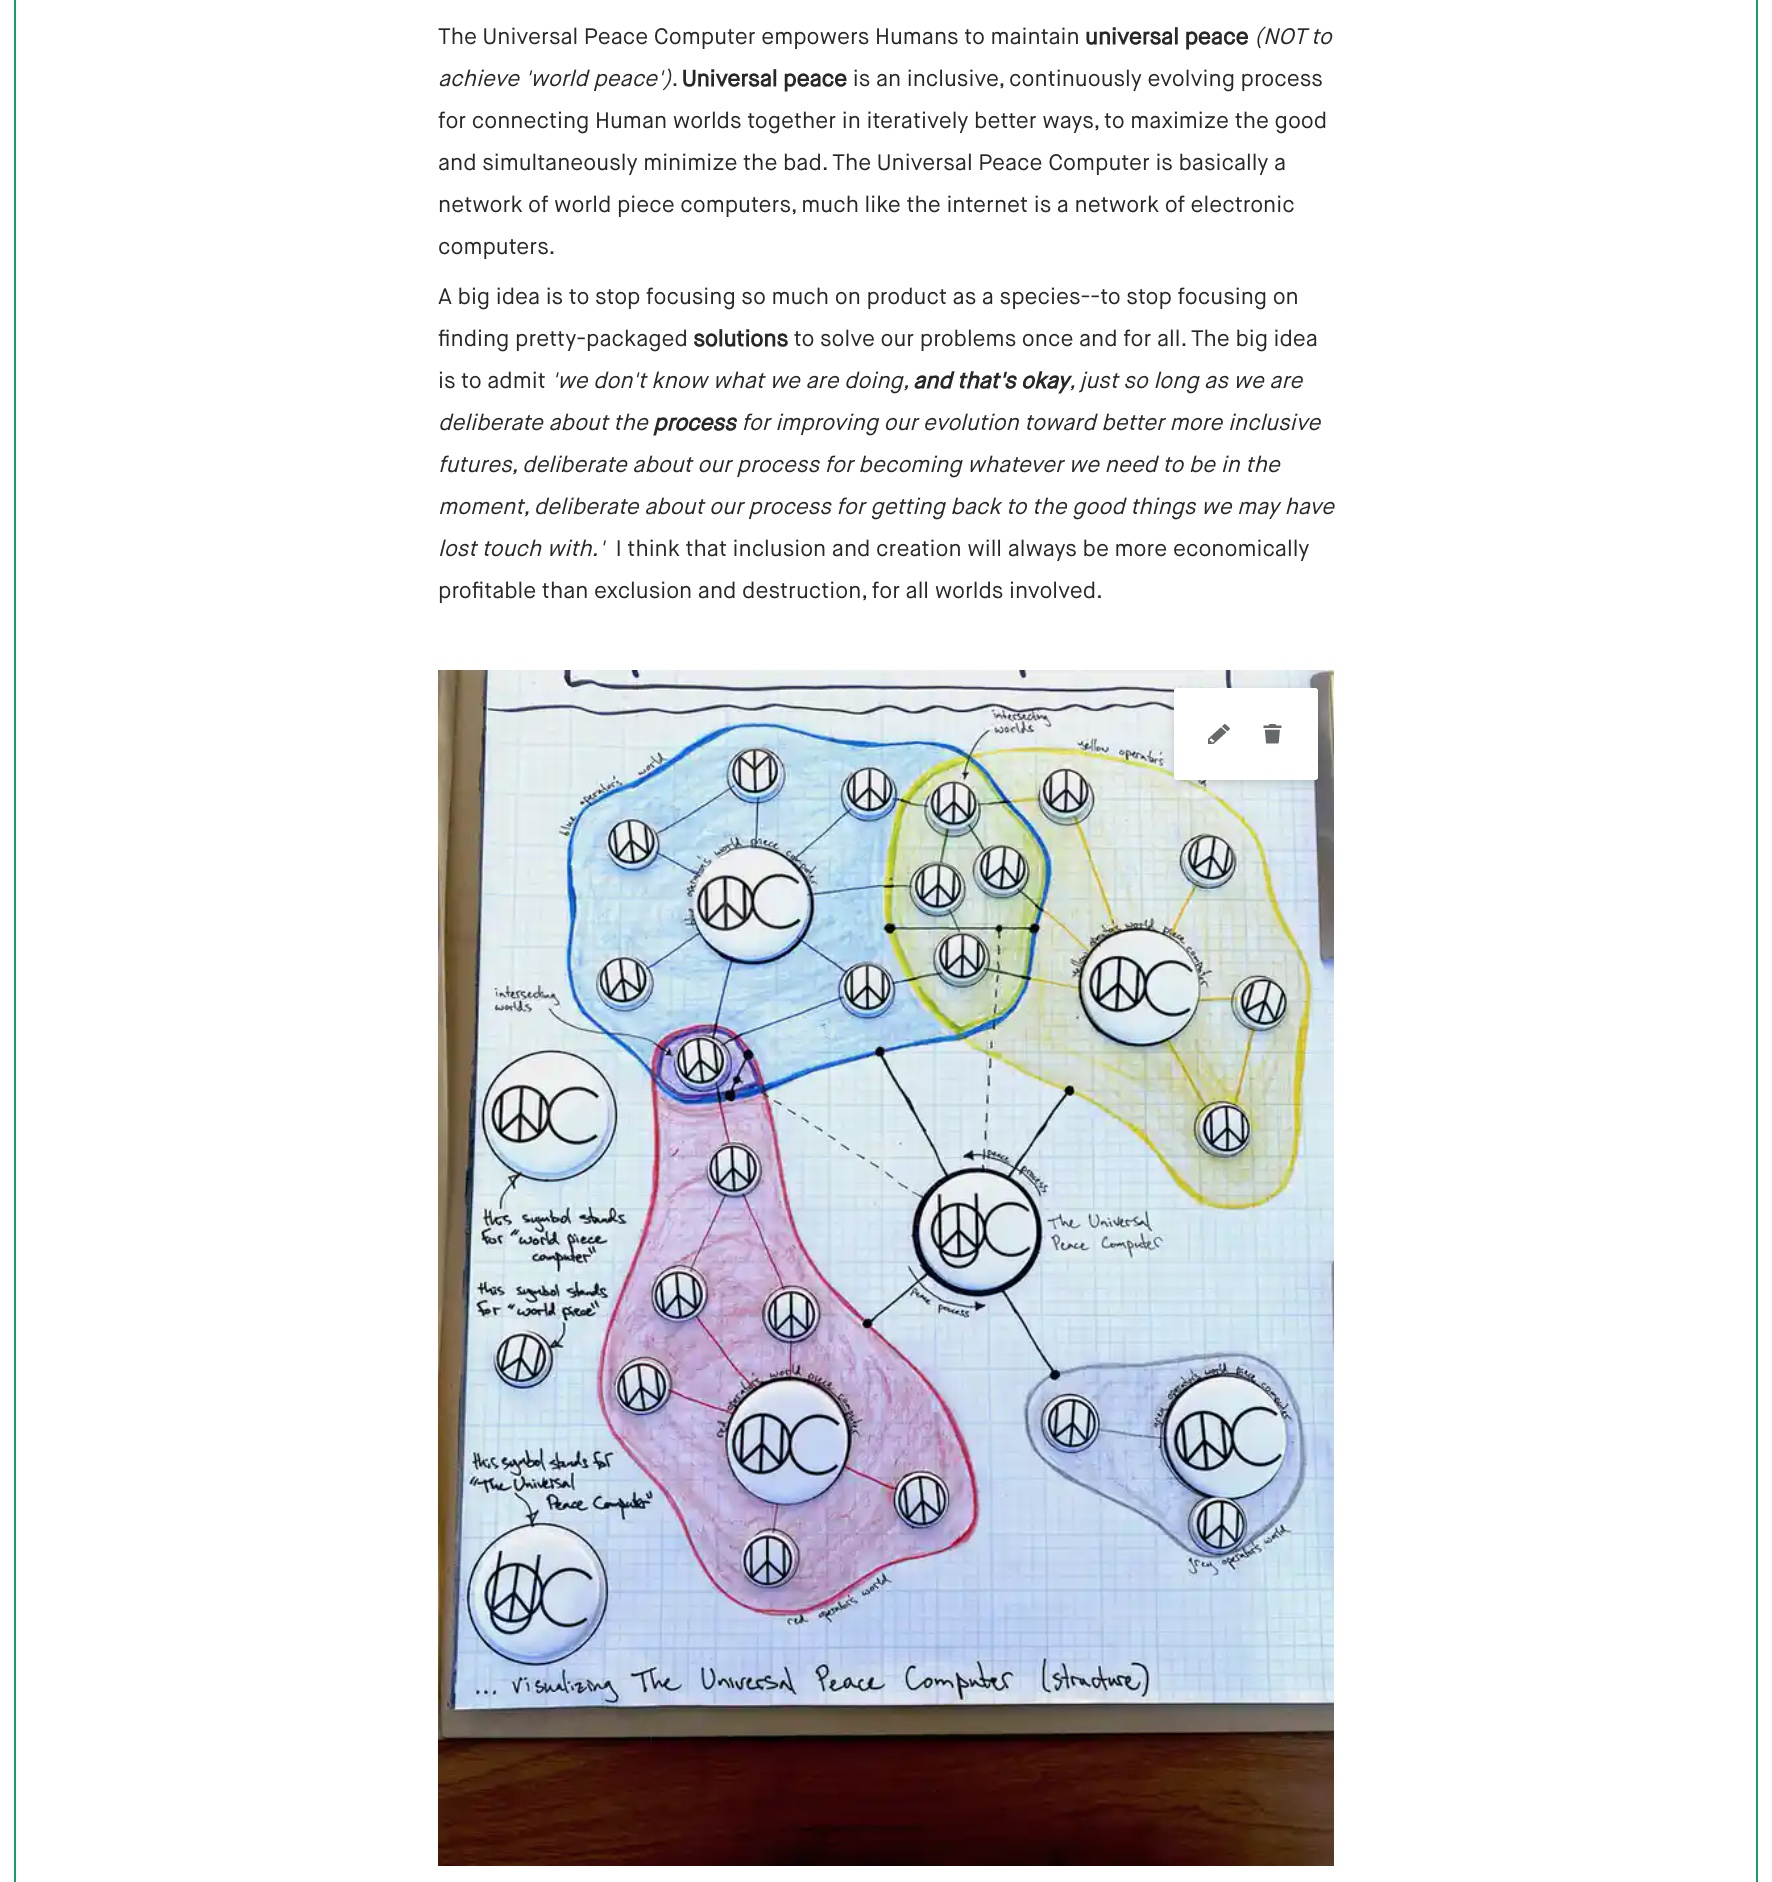 The Universal Peace Computer empowers Humans to maintain universal peace (NOT to
achieve 'world peace'). Universal peace is an inclusive, continuously evolving process
for connecting Human worlds together in iteratively better ways, to maximize the good
and simultaneously minimize the bad. The Universal Peace Computer is basically a
network of world piece computers, much like the internet is a network of electronic
computers.
A big idea is to stop focusing so much on product as a species--to stop focusing on
finding pretty-packaged solutions to solve our problems once and for all. The big idea
is to admit 'we don't know what we are doing, and that's okay, just so long as we are
deliberate about the process for improving our evolution toward better more inclusive
futures, deliberate about our process for becoming whatever we need to be in the
moment, deliberate about our process for getting back to the good things we may have
lost touch with.' I think that inclusion and creation will always be more economically
profitable than exclusion and destruction, for all worlds involved.
intersecting
worlds
yellow operator's
blue operator's world
blue operator's world piece computer
yellow operator's world piece computer
intersecting
worlds
C
C
C
this symbol stands
for "world piece
computer"
peace process
C
The Universal
Peace Computer
peace process
this symbol stands
for "world piece"
red operator's world piece computer
C
grey operator's world piece computer
C
this symbol stands for
"The Universal
Peace Computer"
C
grey operator's world
red operator's world
... visualizing The Universal Peace Computer (structure)